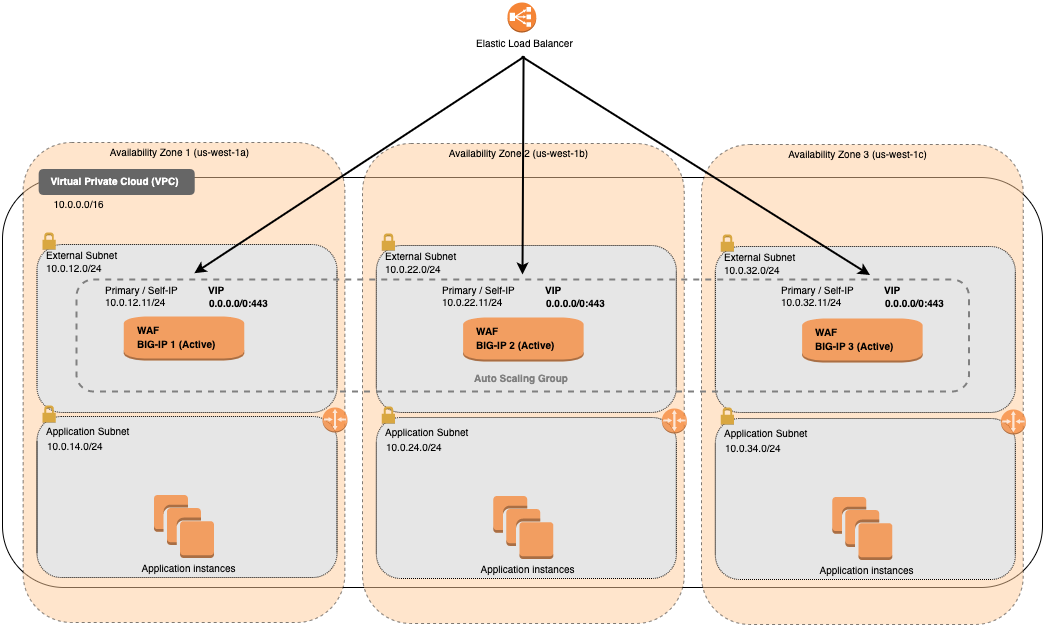 Elastic Load Balancer
Availability Zone 1 (us-west-1a)
Availability Zone 2 (us-west-1b)
Availability Zone 3 (us-west-1c)
Virtual Private Cloud (VPC)
10.0.0.0/16
External Subnet
10.0.12.0/24
Primary / Self-IP
10.0.12.11/24
VIP
0.0.0.0/0:443
WAF
BIG-IP 1 (Active)
External Subnet
10.0.22.0/24
Primary / Self-IP
10.0.22.11/24
VIP
0.0.0.0/0:443
WAF
BIG-IP 2 (Active)
External Subnet
10.0.32.0/24
Primary / Self-IP
10.0.32.11/24
VIP
0.0.0.0/0:443
WAF
BIG-IP 3 (Active)
Auto Scaling Group
Application Subnet
10.0.14.0/24
Application instances
Application Subnet
10.0.24.0/24
Application instances
Application Subnet
10.0.34.0/24
Application instances